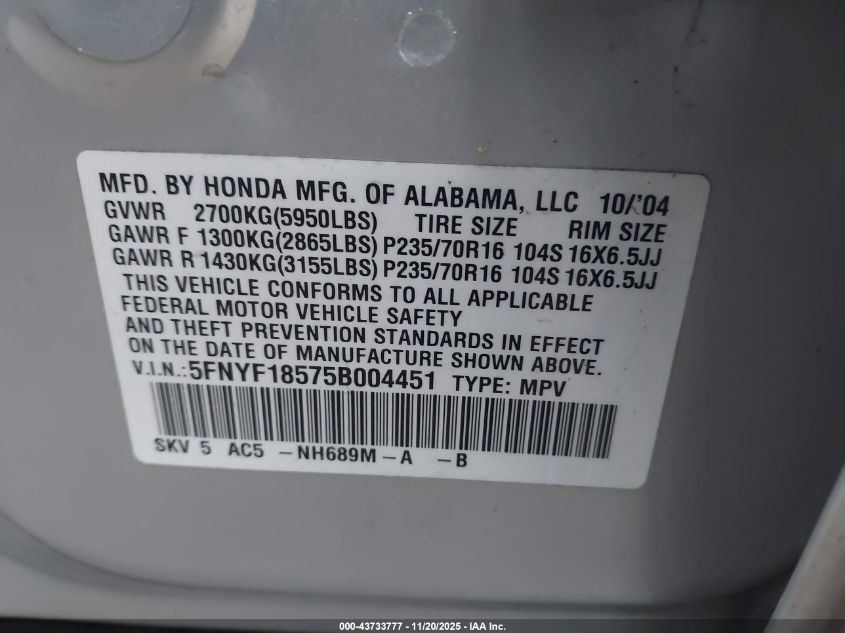 MFD. BY HONDA MFG. OF ALABAMA, LLC 10/'04
GVWR 2700KG(5950LBS) TIRE SIZE RIM SIZE
GAWR F 1300KG(2865LBS) P235/70R16 104S 16X6.5JJ
GAWR R 1430KG(3155LBS) P235/70R16 104S 16X6.5JJ
THIS VEHICLE CONFORMS TO ALL APPLICABLE
FEDERAL MOTOR VEHICLE SAFETY
AND THEFT PREVENTION STANDARDS IN EFFECT
ON THE DATE OF MANUFACTURE SHOWN ABOVE.
V.I.N.: 5FNYF18575B004451 TYPE: MPV
SKV 5 AC5 -NH689M-A -B
000-43733777 - 11/20/2025 - IAA Inc.